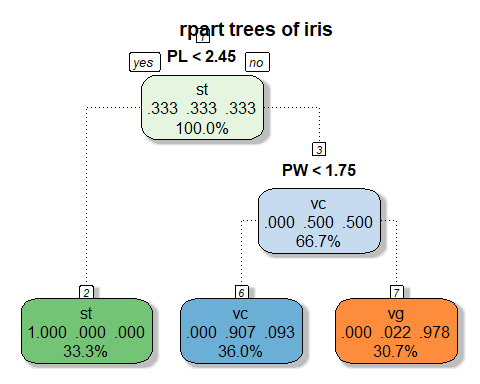 rpart trees of iris
1
yes PL < 2.45 no
st
.333 .333 .333
100.0%
3
PW < 1.75
vc
.000 .500 .500
66.7%
2
st
1.000 .000 .000
33.3%
6
vc
.000 .907 .093
36.0%
7
vg
.000 .022 .978
30.7%